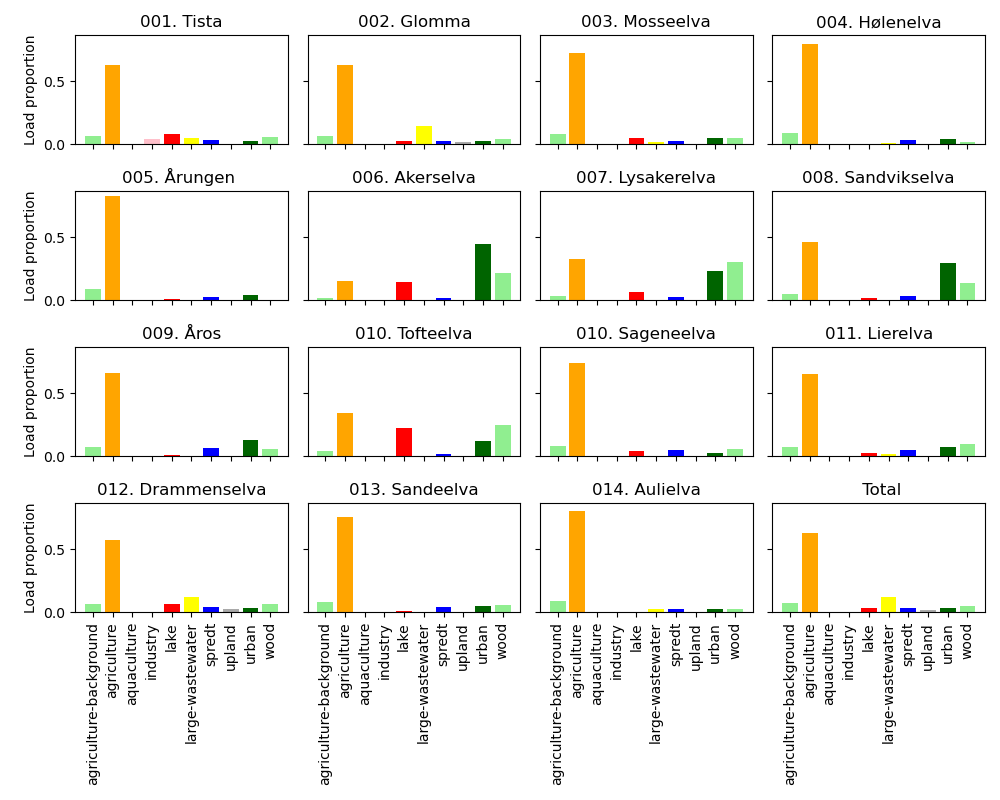 001. Tista
002. Glomma
003. Mosseelva
004. Hølenelva
Load proportion
0.5
0.0
005. Årungen
006. Akerselva
007. Lysakerelva
008. Sandvikselva
Load proportion
0.5
0.0
009. Åros
010. Tofteelva
010. Sageneelva
011. Lierelva
Load proportion
0.5
0.0
012. Drammenselva
013. Sandeelva
014. Aulielva
Total
Load proportion
0.5
0.0
agriculture-background
agriculture
aquaculture
industry
lake
large-wastewater
spredt
upland
urban
wood
agriculture-background
agriculture
aquaculture
industry
lake
large-wastewater
spredt
upland
urban
wood
agriculture-background
agriculture
aquaculture
industry
lake
large-wastewater
spredt
upland
urban
wood
agriculture-background
agriculture
aquaculture
industry
lake
large-wastewater
spredt
upland
urban
wood